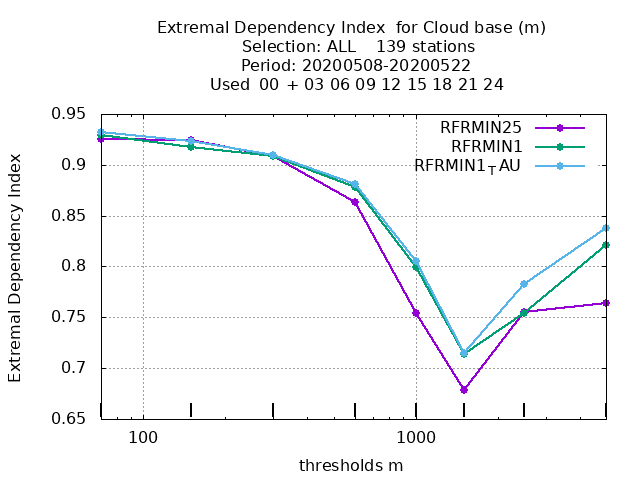 Extremal Dependency Index  for Cloud base (m)
Selection: ALL    139 stations
Period: 20200508-20200522
Used  00 + 03 06 09 12 15 18 21 24
RFRMIN25
RFRMIN1
RFRMIN1TAU
0.95
0.9
0.85
0.8
0.75
0.7
0.65
Extremal Dependency Index
100
1000
thresholds m